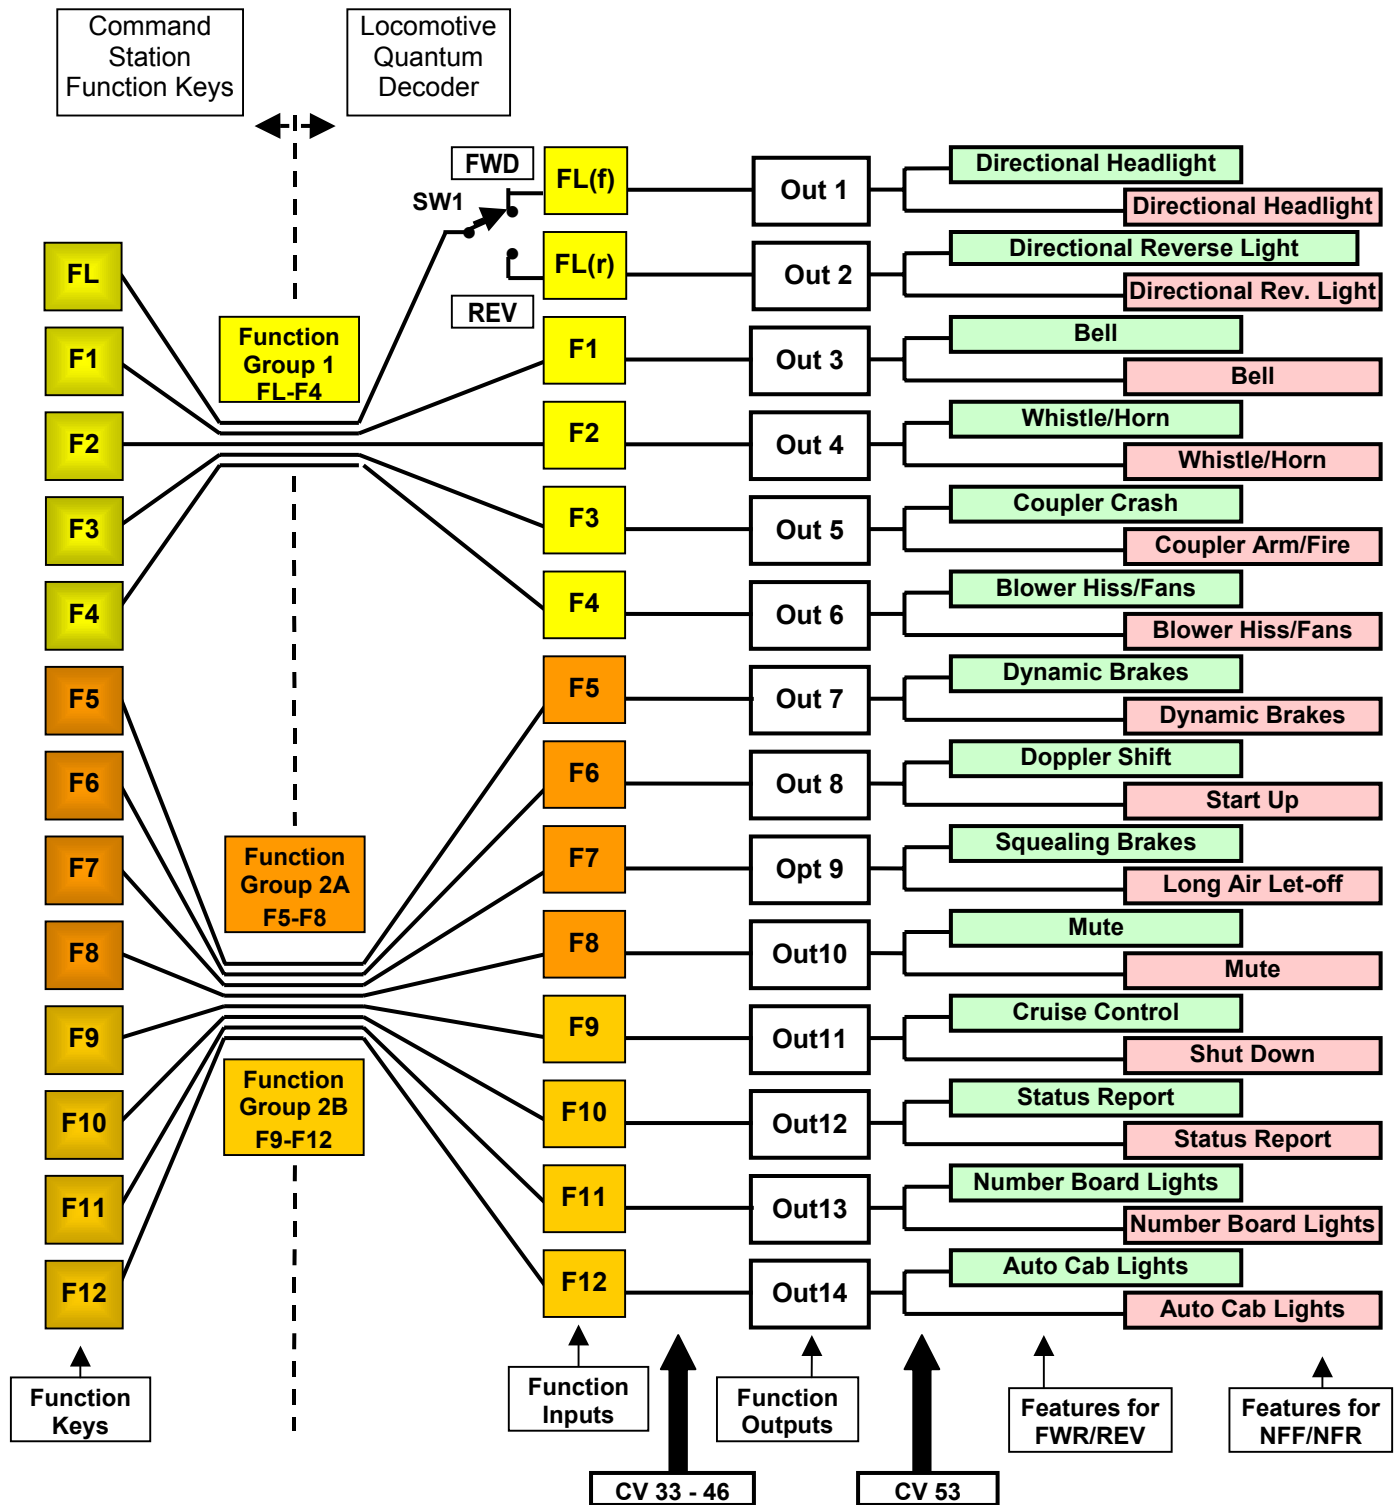 Command
Station
Function Keys
Locomotive
Quantum
Decoder
FWD
SW1
REV
FL
F1
F2
F3
F4
F5
F6
F7
F8
F9
F10
F11
F12
Function
Group 1
FL-F4
Function
Group 2A
F5-F8
Function
Group 2B
F9-F12
FL(f)
FL(r)
F1
F2
F3
F4
F5
F6
F7
F8
F9
F10
F11
F12
Out 1
Out 2
Out 3
Out 4
Out 5
Out 6
Out 7
Out 8
Opt 9
Out10
Out11
Out12
Out13
Out14
Directional Headlight
Directional Headlight
Directional Reverse Light
Directional Rev. Light
Bell
Bell
Whistle/Horn
Whistle/Horn
Coupler Crash
Coupler Arm/Fire
Blower Hiss/Fans
Blower Hiss/Fans
Dynamic Brakes
Dynamic Brakes
Doppler Shift
Start Up
Squealing Brakes
Long Air Let-off
Mute
Mute
Cruise Control
Shut Down
Status Report
Status Report
Number Board Lights
Number Board Lights
Auto Cab Lights
Auto Cab Lights
Function
Keys
Function
Inputs
Function
Outputs
Features for
FWR/REV
Features for
NFF/NFR
CV 33 - 46
CV 53